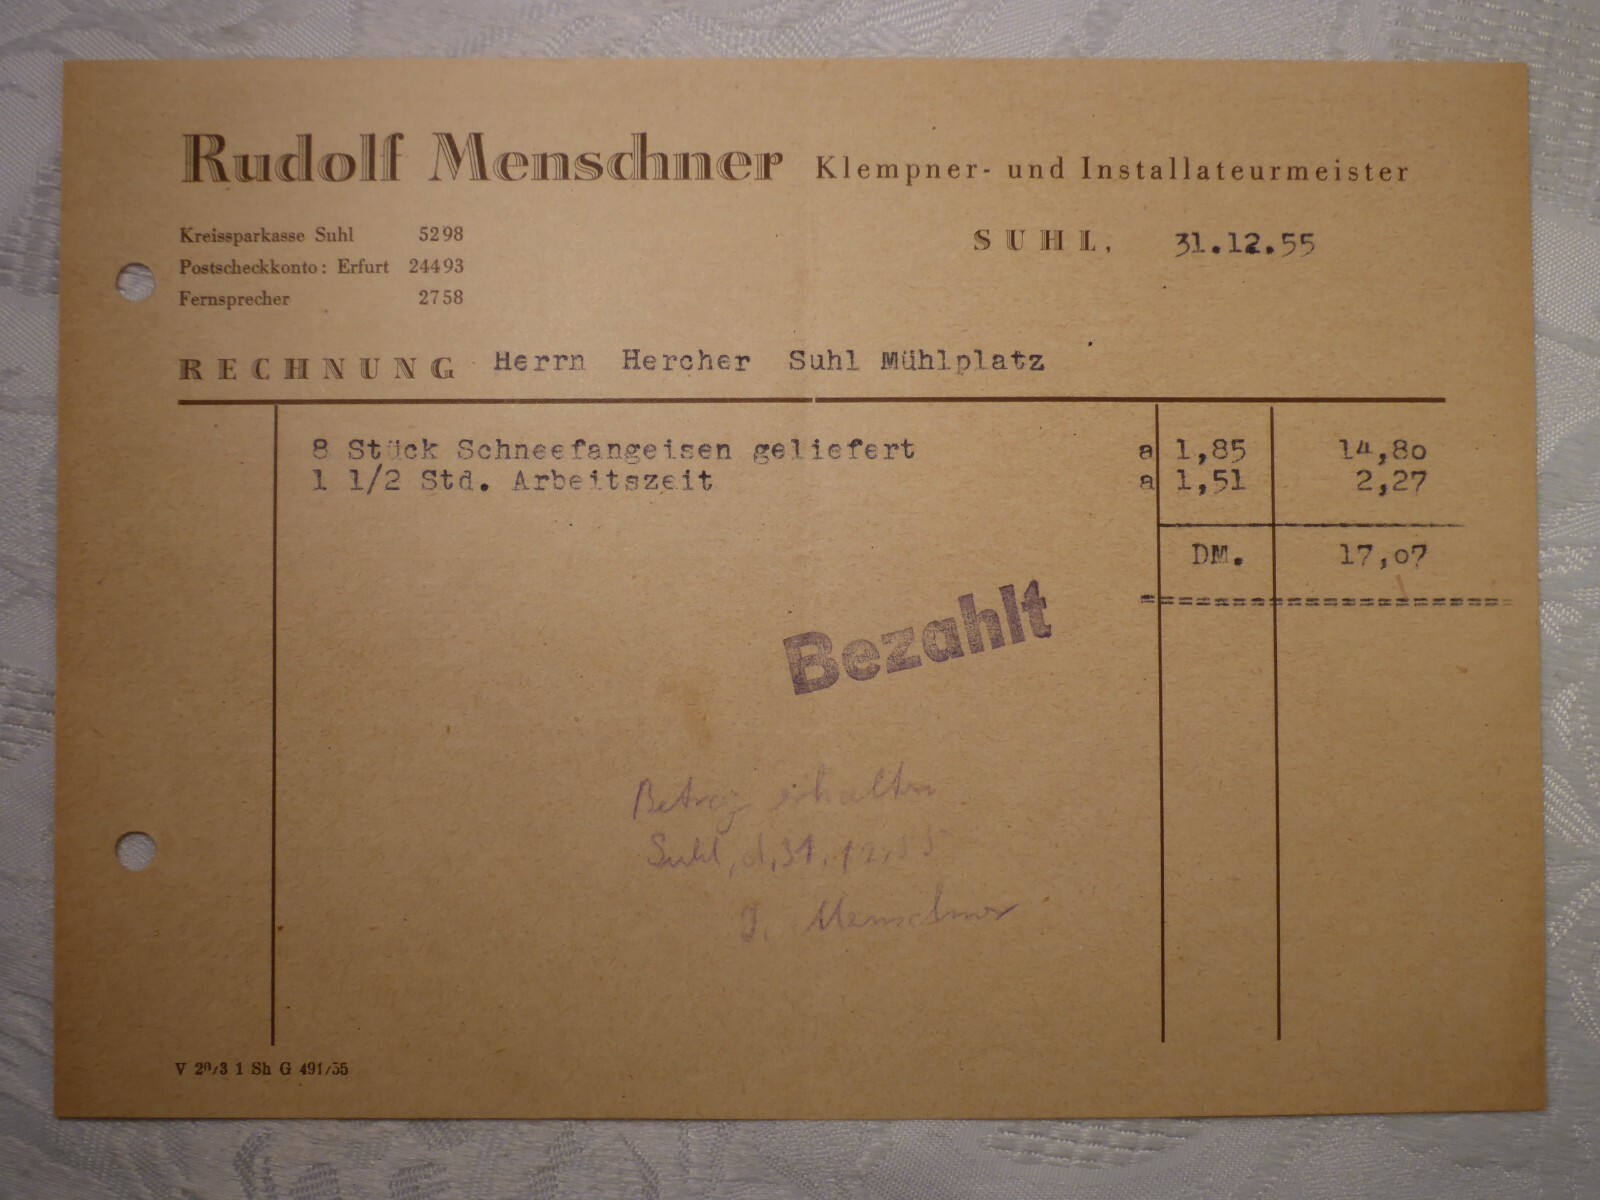 Rudolf Menschner Klempner- und Installateurmeister
Kreissparkasse Suhl 5298
Postscheckkonto: Erfurt 24493
Fernsprecher 2758
SUHL, 31.12.55
RECHNUNG Herrn Hercher Suhl Mühlplatz
8 Stück Schneefangeisen geliefert a 1,85 14,80
1 1/2 Std. Arbeitszeit a 1,51 2,27
DM. 17,07
Bezahlt
Betrag erhalten
Suhl, d. 31.12.55
J. Menschner
V 20/3 1 Sh G 491/55